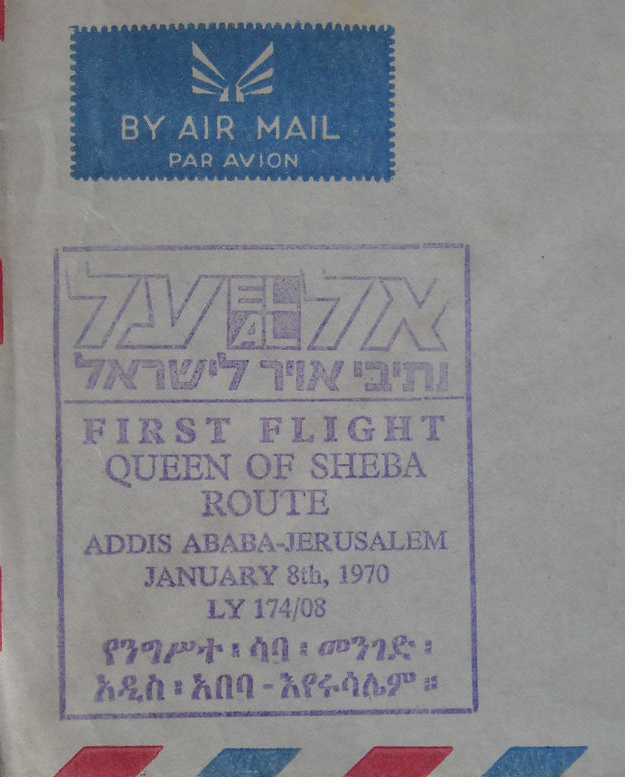 BY AIR MAIL
PAR AVION
אל EL AL על
נתיבי אויר לישראל
FIRST FLIGHT
QUEEN OF SHEBA
ROUTE
ADDIS ABABA-JERUSALEM
JANUARY 8th, 1970
LY 174/08
የንግሥተ ፡ ሳባ ፡ መንገድ ፡
አዲስ ፡ አበባ - እየሩሳሌም ።